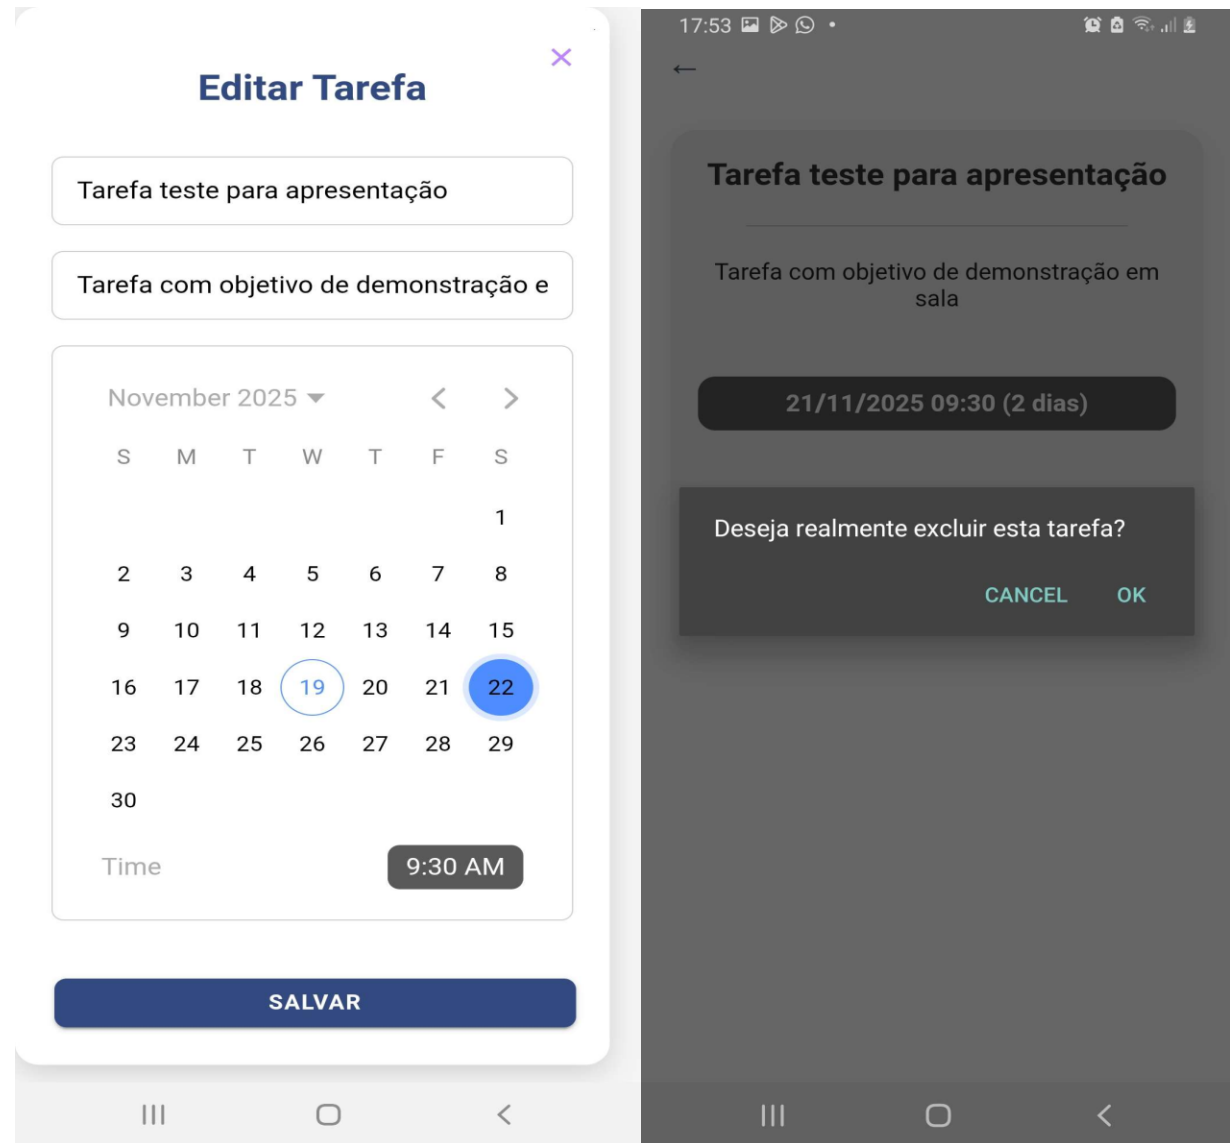 Editar Tarefa
Tarefa teste para apresentação
Tarefa com objetivo de demonstração e
November 2025
S M T W T F S
1
2 3 4 5 6 7 8
9 10 11 12 13 14 15
16 17 18 19 20 21 22
23 24 25 26 27 28 29
30
Time 9:30 AM
SALVAR
17:53
Tarefa teste para apresentação
Tarefa com objetivo de demonstração em
sala
21/11/2025 09:30 (2 dias)
Deseja realmente excluir esta tarefa?
CANCEL OK